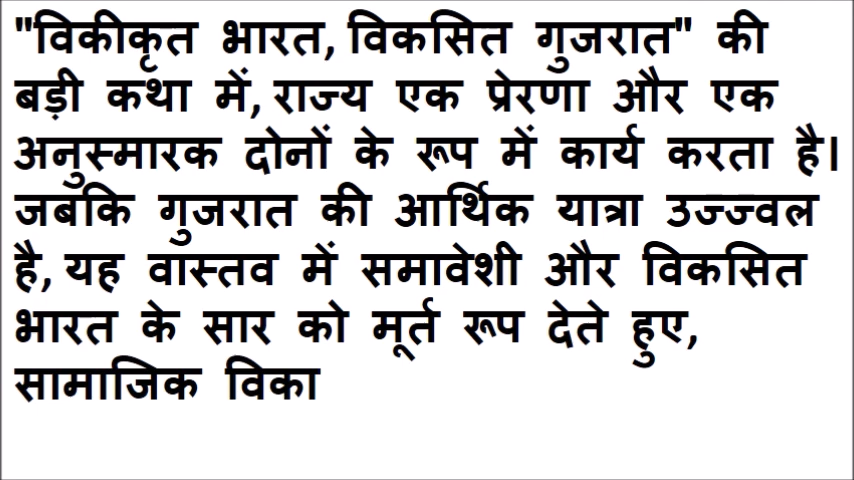 "विकीकृत भारत, विकसित गुजरात" की
बड़ी कथा में, राज्य एक प्रेरणा और एक
अनुस्मारक दोनों के रूप में कार्य करता है।
जबकि गुजरात की आर्थिक यात्रा उज्ज्वल
है, यह वास्तव में समावेशी और विकसित
भारत के सार को मूर्त रूप देते हुए,
सामाजिक विका